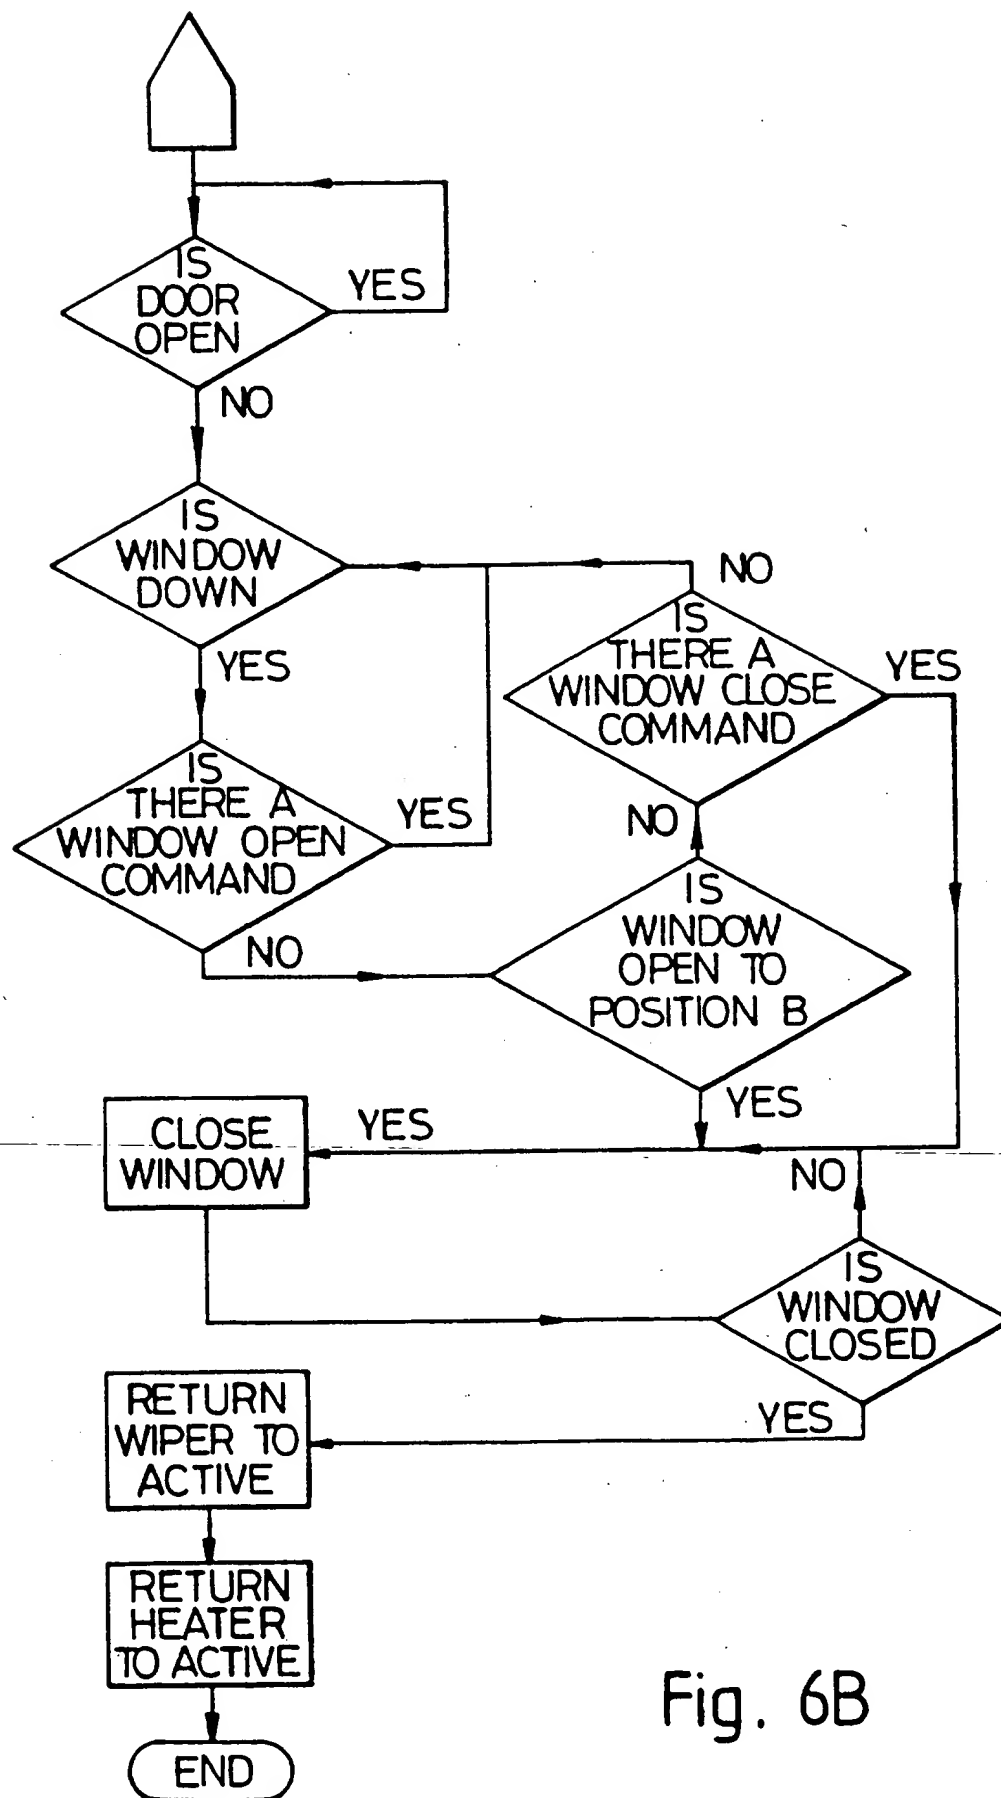 IS
DOOR
OPEN
YES
NO
IS
WINDOW
DOWN
YES
IS
THERE A
WINDOW OPEN
COMMAND
YES
NO
NO
IS
THERE A
WINDOW CLOSE
COMMAND
YES
NO
IS
WINDOW
OPEN TO
POSITION B
YES
YES
CLOSE
WINDOW
NO
IS
WINDOW
CLOSED
YES
RETURN
WIPER TO
ACTIVE
RETURN
HEATER
TO ACTIVE
END
Fig. 6B